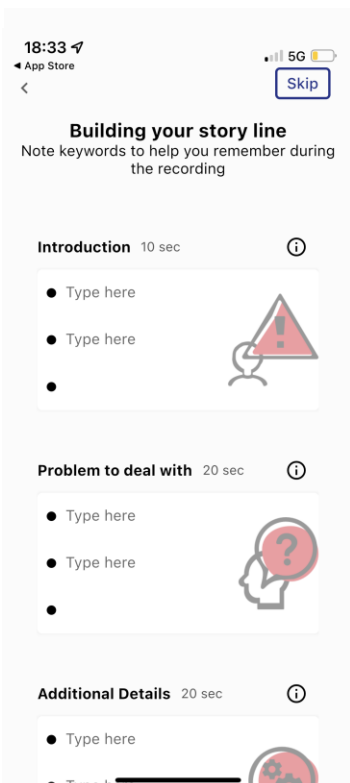 18:33
5G
◄ App Store
Skip
Building your story line
Note keywords to help you remember during
the recording
Introduction 10 sec
Type here
Type here
Problem to deal with 20 sec
Type here
Type here
Additional Details 20 sec
Type here